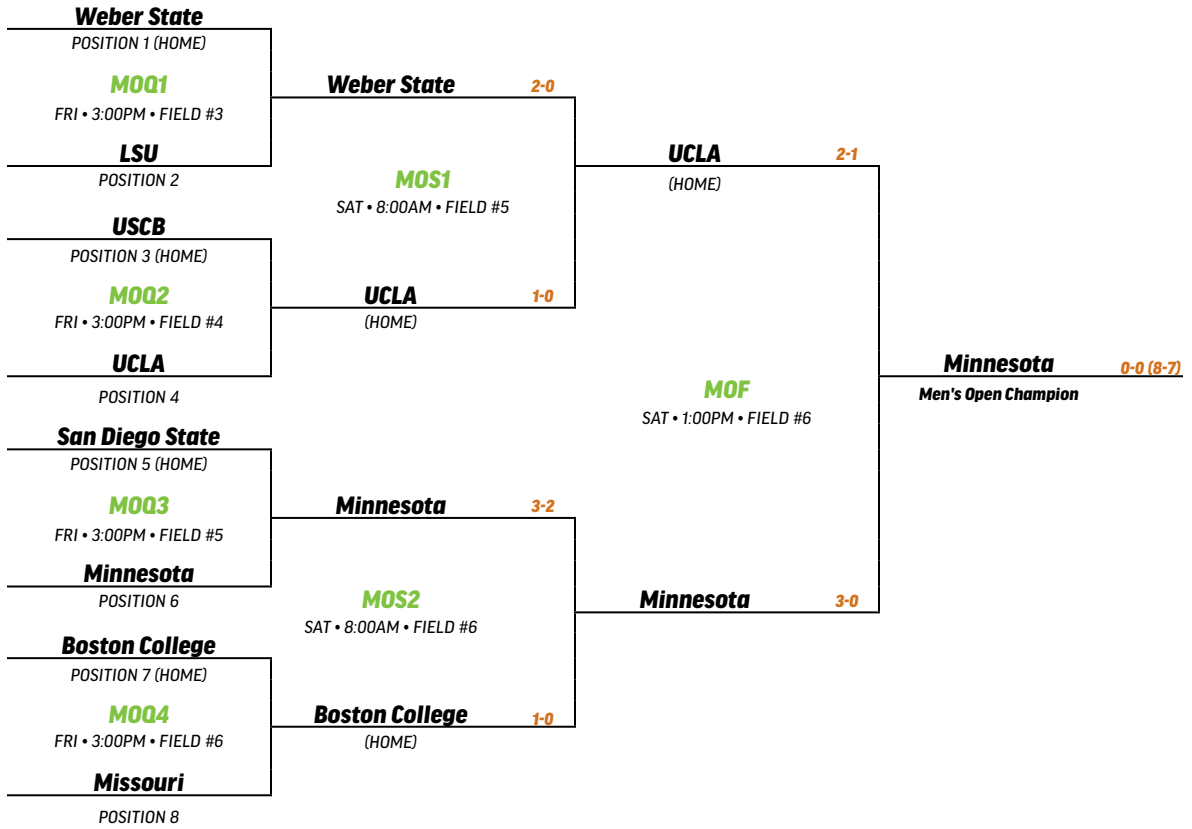 Weber State
POSITION 1 (HOME)
MOQ1
FRI • 3:00PM • FIELD #3
LSU
POSITION 2
USCB
POSITION 3 (HOME)
MOQ2
FRI • 3:00PM • FIELD #4
UCLA
POSITION 4
San Diego State
POSITION 5 (HOME)
MOQ3
FRI • 3:00PM • FIELD #5
Minnesota
POSITION 6
Boston College
POSITION 7 (HOME)
MOQ4
FRI • 3:00PM • FIELD #6
Missouri
POSITION 8
Weber State 2-0
MOS1
SAT • 8:00AM • FIELD #5
UCLA 1-0
(HOME)
Minnesota 3-2
MOS2
SAT • 8:00AM • FIELD #6
Boston College 1-0
(HOME)
UCLA 2-1
(HOME)
MOF
SAT • 1:00PM • FIELD #6
Minnesota 3-0
Minnesota 0-0 (8-7)
Men's Open Champion